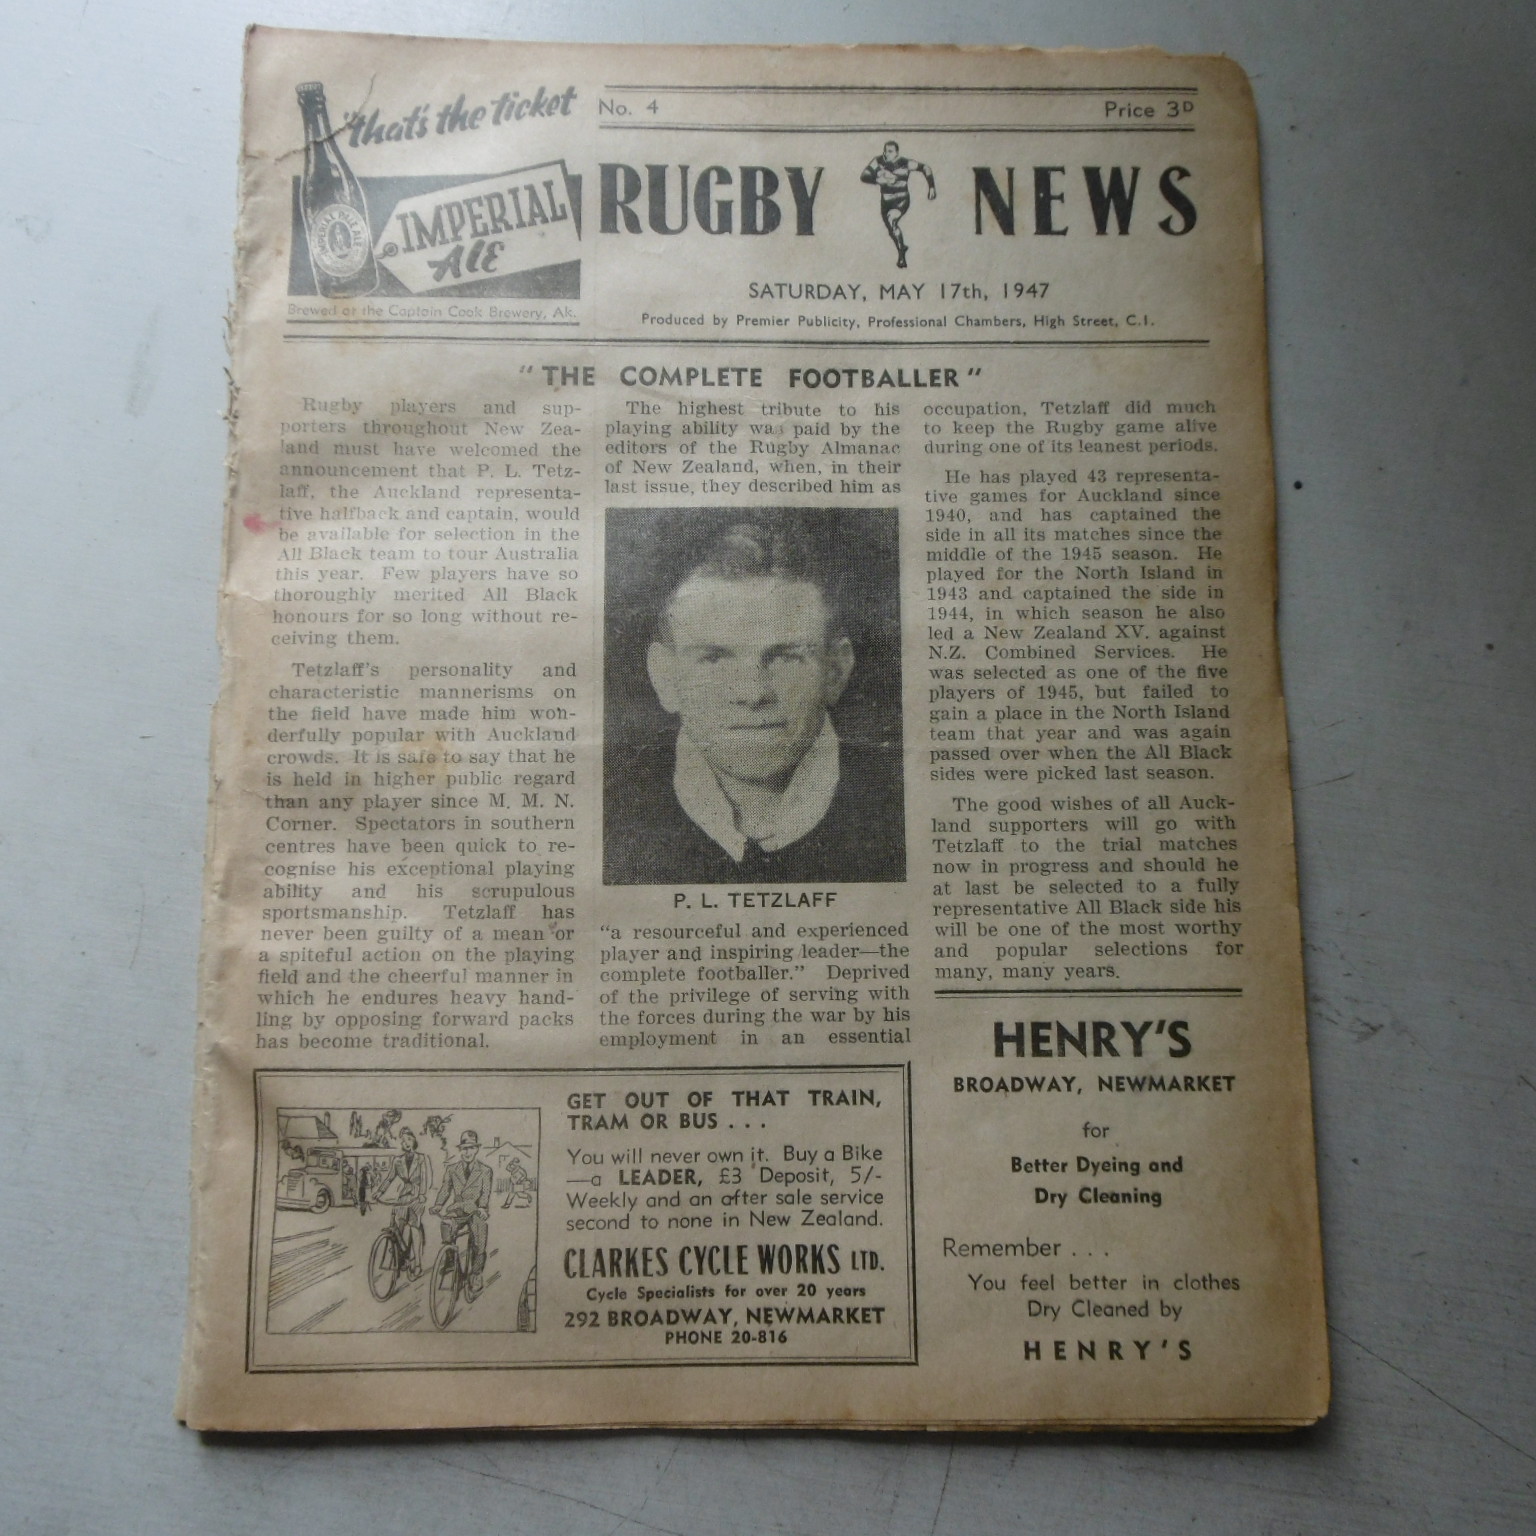 "that's the ticket
IMPERIAL
ALE
IMPERIAL PALE ALE
Brewed at the Captain Cook Brewery, Ak.
No. 4
Price 3D
RUGBY NEWS
SATURDAY, MAY 17th, 1947
Produced by Premier Publicity, Professional Chambers, High Street, C.1.
"THE COMPLETE FOOTBALLER"
Rugby players and sup-
porters throughout New Zea-
land must have welcomed the
announcement that P. L. Tetz-
laff, the Auckland representa-
tive halfback and captain, would
be available for selection in the
All Black team to tour Australia
this year. Few players have so
thoroughly merited All Black
honours for so long without re-
ceiving them.
Tetzlaff's personality and
characteristic mannerisms on
the field have made him won-
derfully popular with Auckland
crowds. It is safe to say that he
is held in higher public regard
than any player since M. M. N.
Corner. Spectators in southern
centres have been quick to re-
cognise his exceptional playing
ability and his scrupulous
sportsmanship. Tetzlaff has
never been guilty of a mean or
a spiteful action on the playing
field and the cheerful manner in
which he endures heavy hand-
ling by opposing forward packs
has become traditional.
The highest tribute to his
playing ability was paid by the
editors of the Rugby Almanac
of New Zealand, when, in their
last issue, they described him as
P. L. TETZLAFF
"a resourceful and experienced
player and inspiring leader—the
complete footballer." Deprived
of the privilege of serving with
the forces during the war by his
employment in an essential
occupation, Tetzlaff did much
to keep the Rugby game alive
during one of its leanest periods.
He has played 43 representa-
tive games for Auckland since
1940, and has captained the
side in all its matches since the
middle of the 1945 season. He
played for the North Island in
1943 and captained the side in
1944, in which season he also
led a New Zealand XV. against
N.Z. Combined Services. He
was selected as one of the five
players of 1945, but failed to
gain a place in the North Island
team that year and was again
passed over when the All Black
sides were picked last season.
The good wishes of all Auck-
land supporters will go with
Tetzlaff to the trial matches
now in progress and should he
at last be selected to a fully
representative All Black side his
will be one of the most worthy
and popular selections for
many, many years.
GET OUT OF THAT TRAIN,
TRAM OR BUS . . .
You will never own it. Buy a Bike
—a LEADER, £3 Deposit, 5/-
Weekly and an after sale service
second to none in New Zealand.
CLARKES CYCLE WORKS LTD.
Cycle Specialists for over 20 years
292 BROADWAY, NEWMARKET
PHONE 20-816
HENRY'S
BROADWAY, NEWMARKET
for
Better Dyeing and
Dry Cleaning
Remember . . .
You feel better in clothes
Dry Cleaned by
HENRY'S